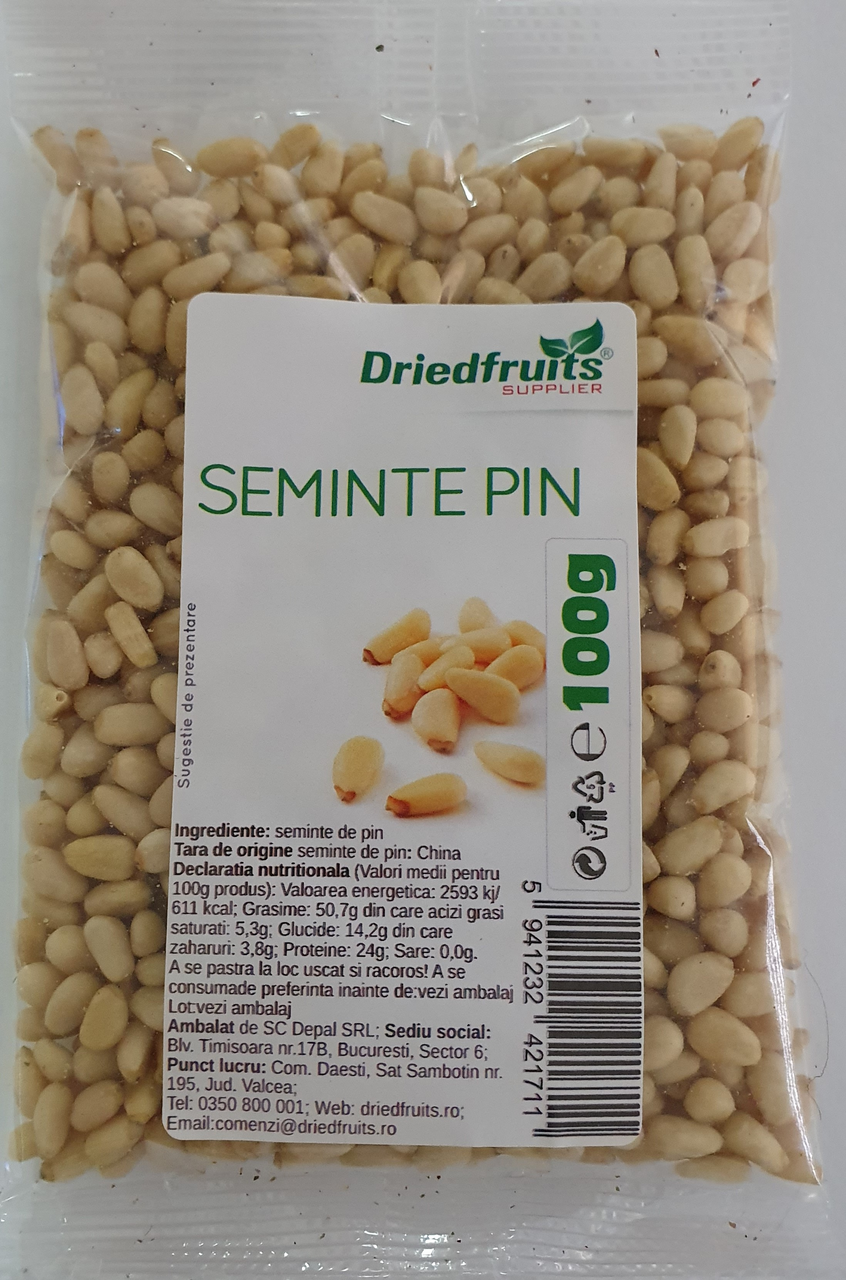 Driedfruits®
SUPPLIER
SEMINTE PIN
100g
℮
PP
Sugestie de prezentare
Ingrediente: seminte de pin
Tara de origine seminte de pin: China
Declaratia nutritionala (Valori medii pentru
100g produs): Valoarea energetica: 2593 kj/
611 kcal; Grasime: 50,7g din care acizi grasi
saturati: 5,3g; Glucide: 14,2g din care
zaharuri: 3,8g; Proteine: 24g; Sare: 0,0g.
A se pastra la loc uscat si racoros! A se
consumade preferinta inainte de:vezi ambalaj
Lot:vezi ambalaj
Ambalat de SC Depal SRL; Sediu social:
Blv. Timisoara nr.17B, Bucuresti, Sector 6;
Punct lucru: Com. Daesti, Sat Sambotin nr.
195, Jud. Valcea;
Tel: 0350 800 001; Web: driedfruits.ro;
Email:comenzi@driedfruits.ro
5 941232 421711